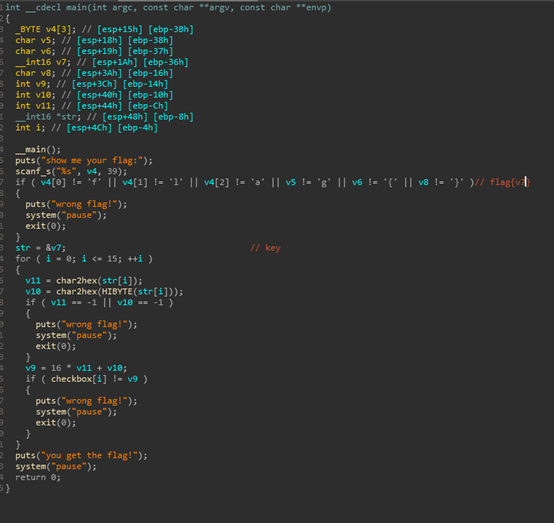 int __cdecl main(int argc, const char **argv, const char **envp)
{
  _BYTE v4[3]; // [esp+15h] [ebp-3Bh]
  char v5; // [esp+18h] [ebp-38h]
  char v6; // [esp+19h] [ebp-37h]
  __int16 v7; // [esp+1Ah] [ebp-36h]
  char v8; // [esp+3Ah] [ebp-16h]
  int v9; // [esp+3Ch] [ebp-14h]
  int v10; // [esp+40h] [ebp-10h]
  int v11; // [esp+44h] [ebp-Ch]
  __int16 *str; // [esp+48h] [ebp-8h]
  int i; // [esp+4Ch] [ebp-4h]
  __main();
  puts("show me your flag:");
  scanf_s("%s", v4, 39);
  if ( v4[0] != 'f' || v4[1] != 'l' || v4[2] != 'a' || v5 != 'g' || v6 != '{' || v8 != '}' )// flag{v7}
  {
    puts("wrong flag!");
    system("pause");
    exit(0);
  }
  str = &v7; // key
  for ( i = 0; i <= 15; ++i )
  {
    v11 = char2hex(str[i]);
    v10 = char2hex(HIBYTE(str[i]));
    if ( v11 == -1 || v10 == -1 )
    {
      puts("wrong flag!");
      system("pause");
      exit(0);
    }
    v9 = 16 * v11 + v10;
    if ( checkbox[i] != v9 )
    {
      puts("wrong flag!");
      system("pause");
      exit(0);
    }
  }
  puts("you get the flag!");
  system("pause");
  return 0;
}